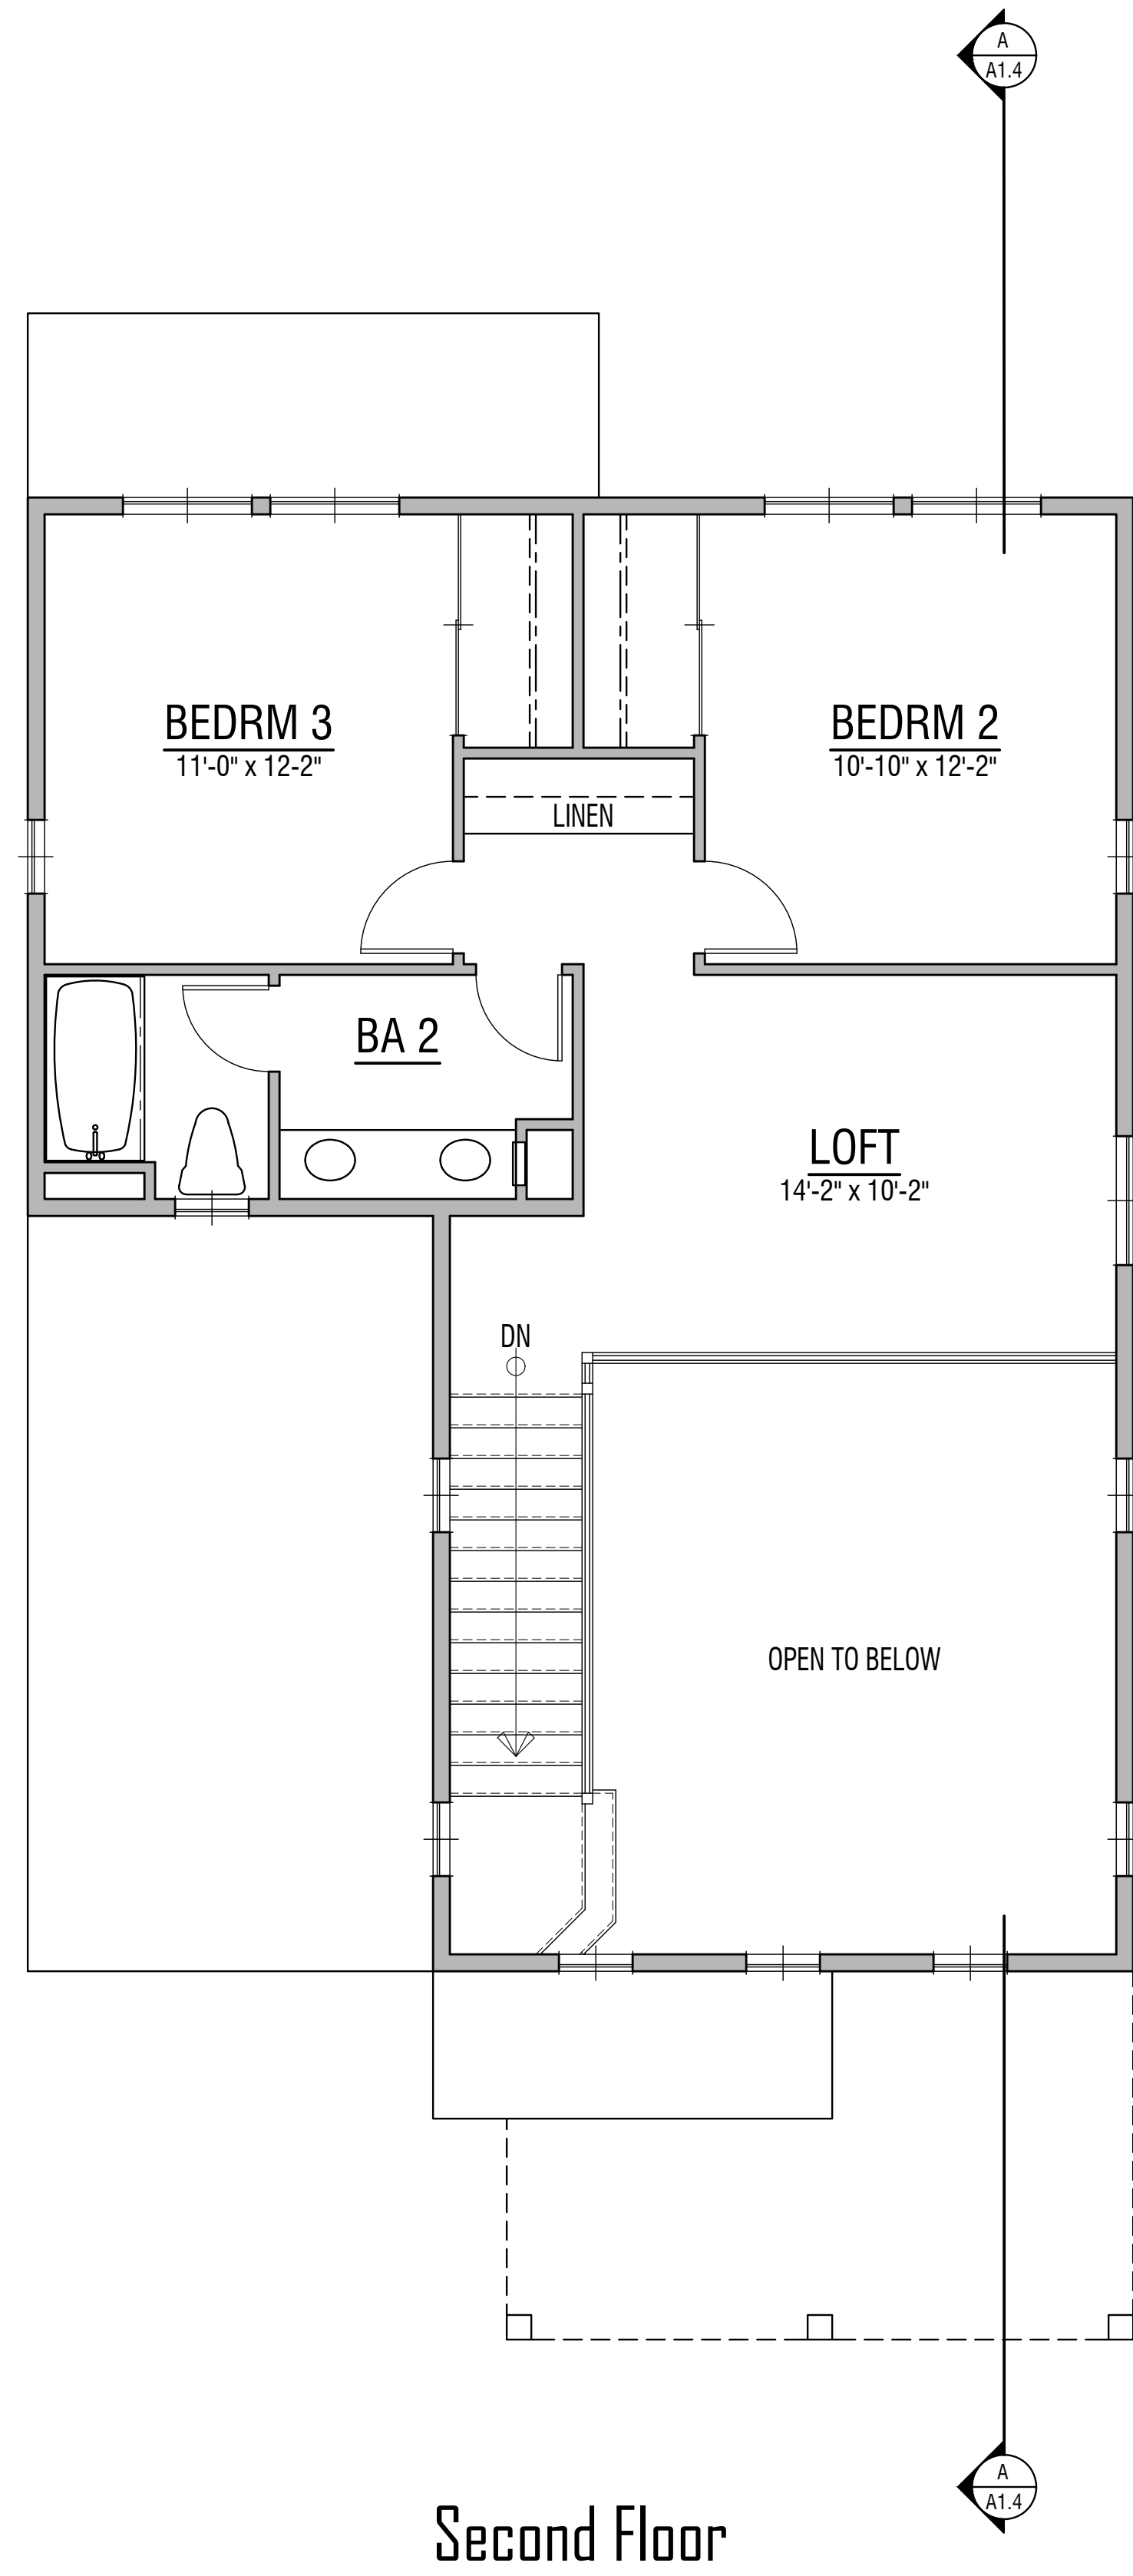 A
A1.4
BEDRM 3
11'-0" x 12-2"
BEDRM 2
10'-10" x 12'-2"
LINEN
BA 2
LOFT
14'-2" x 10'-2"
DN
OPEN TO BELOW
A
A1.4
Second Floor